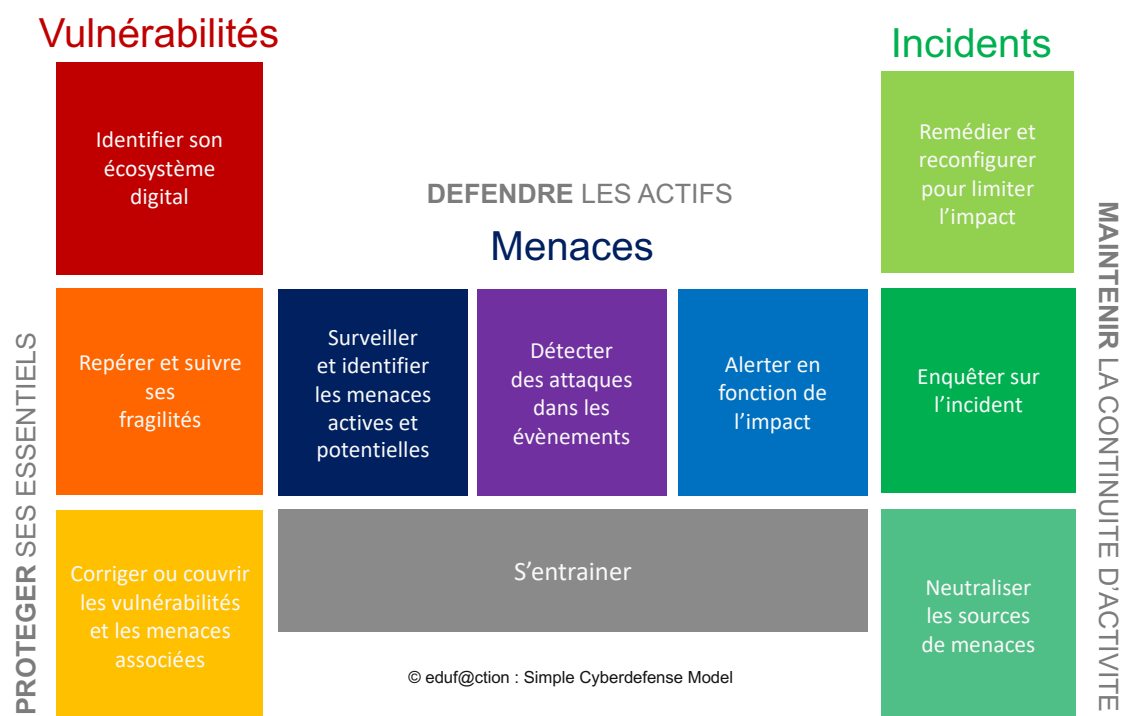 Vulnérabilités
Incidents
Identifier son
écosystème
digital
Remédier et
reconfigurer
pour limiter
l’impact
DEFENDRE LES ACTIFS
Menaces
Repérer et suivre
ses
fragilités
Surveiller
et identifier
les menaces
actives et
potentielles
Détecter
des attaques
dans les
évènements
Alerter en
fonction de
l’impact
Enquêter sur
l’incident
Corriger ou couvrir
les vulnérabilités
et les menaces
associées
S’entrainer
Neutraliser
les sources
de menaces
PROTEGER SES ESSENTIELS
MAINTENIR LA CONTINUITE D’ACTIVITE
© eduf@ction : Simple Cyberdefense Model